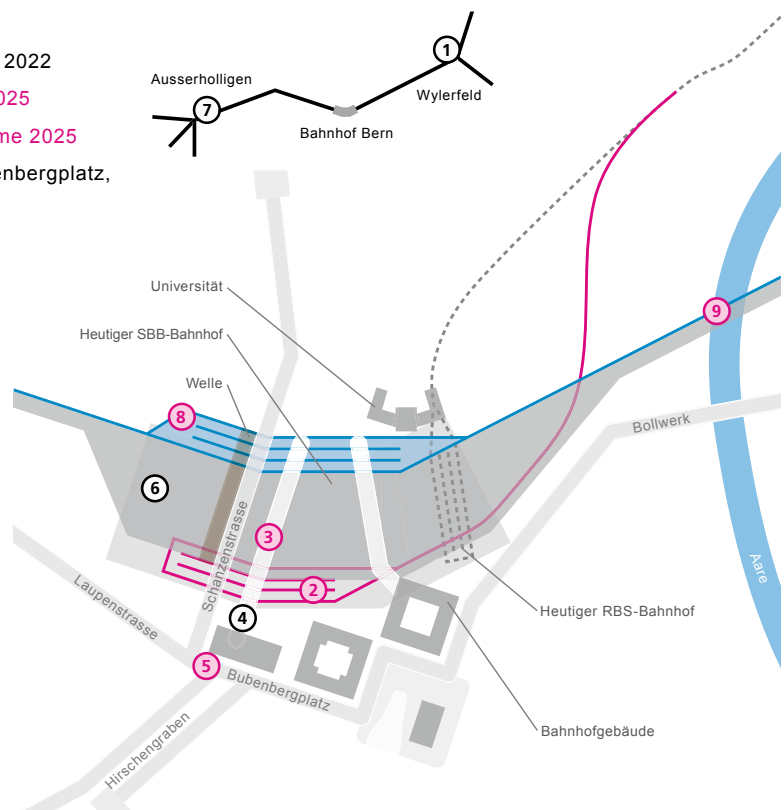 2022
025
me 2025
enbergplatz,
1
Ausserholligen
7
Wylerfeld
Bahnhof Bern
Universität
9
Heutiger SBB-Bahnhof
Welle
8
Bollwerk
6
Schanzenstrasse
3
Aare
2
Laupenstrasse
Heutiger RBS-Bahnhof
4
5
Bubenbergplatz
Bahnhofgebäude
Hirschengraben